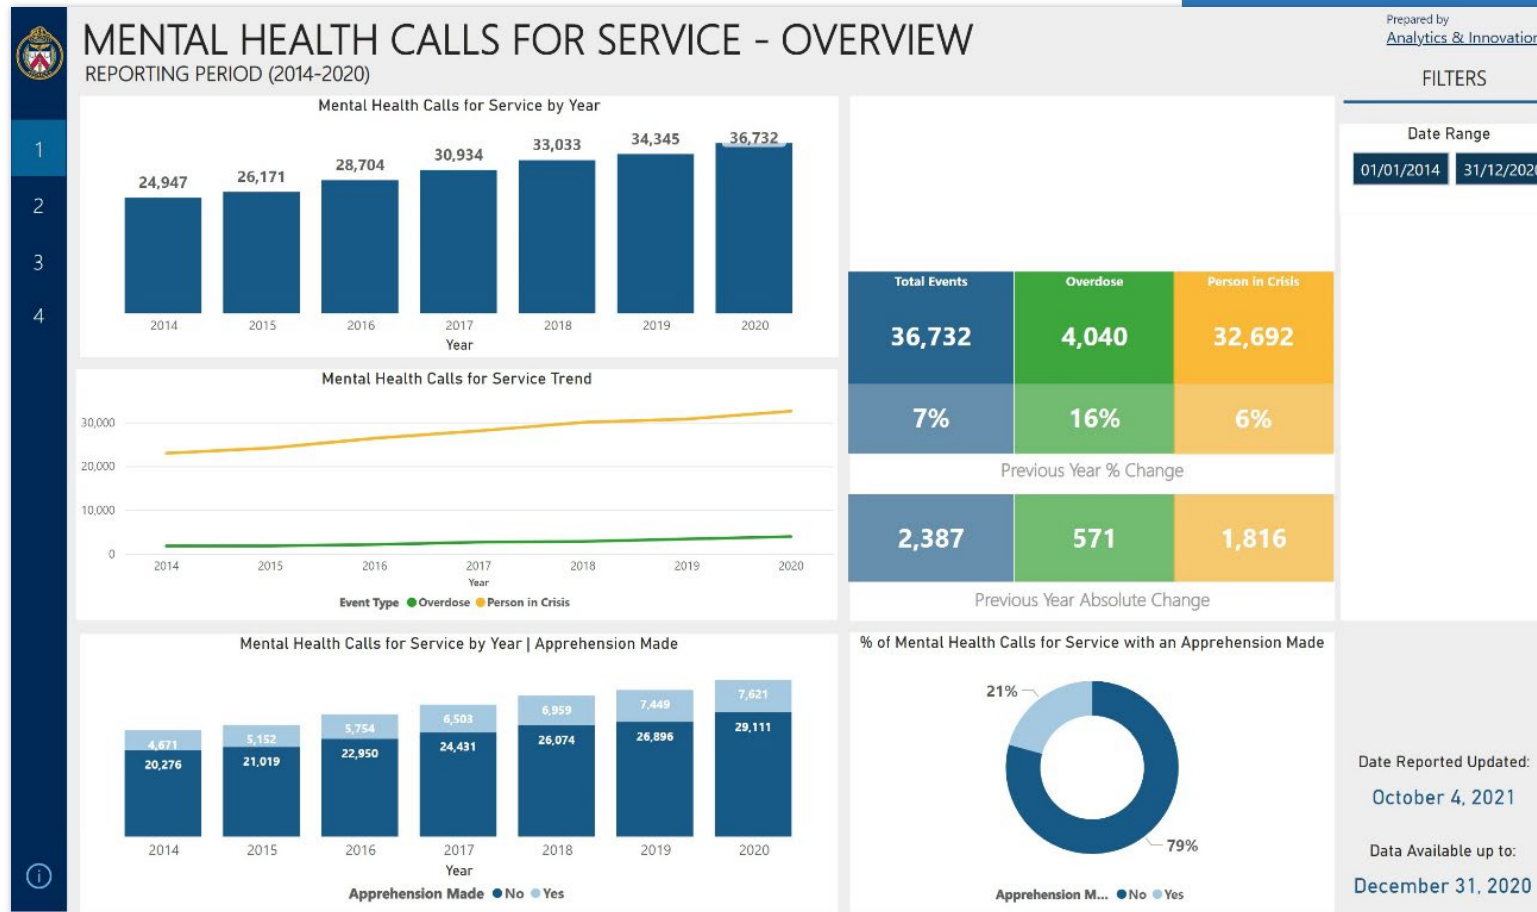 MENTAL HEALTH CALLS FOR SERVICE - OVERVIEW
REPORTING PERIOD (2014-2020)
Prepared by
Analytics & Innovation
FILTERS
Date Range
01/01/2014 31/12/2020
1
2
3
4
Mental Health Calls for Service by Year
24,947 26,171 28,704 30,934 33,033 34,345 36,732
2014 2015 2016 2017 2018 2019 2020
Year
Total Events Overdose Person in Crisis
36,732 4,040 32,692
7% 16% 6%
Previous Year % Change
2,387 571 1,816
Previous Year Absolute Change
Mental Health Calls for Service Trend
30,000
20,000
10,000
0
2014 2015 2016 2017 2018 2019 2020
Year
Event Type Overdose Person in Crisis
Mental Health Calls for Service by Year | Apprehension Made
4,671 5,152 5,754 6,503 6,959 7,449 7,621
20,276 21,019 22,950 24,431 26,074 26,896 29,111
2014 2015 2016 2017 2018 2019 2020
Year
Apprehension Made No Yes
% of Mental Health Calls for Service with an Apprehension Made
21%
79%
Apprehension M... No Yes
Date Reported Updated:
October 4, 2021
Data Available up to:
December 31, 2020